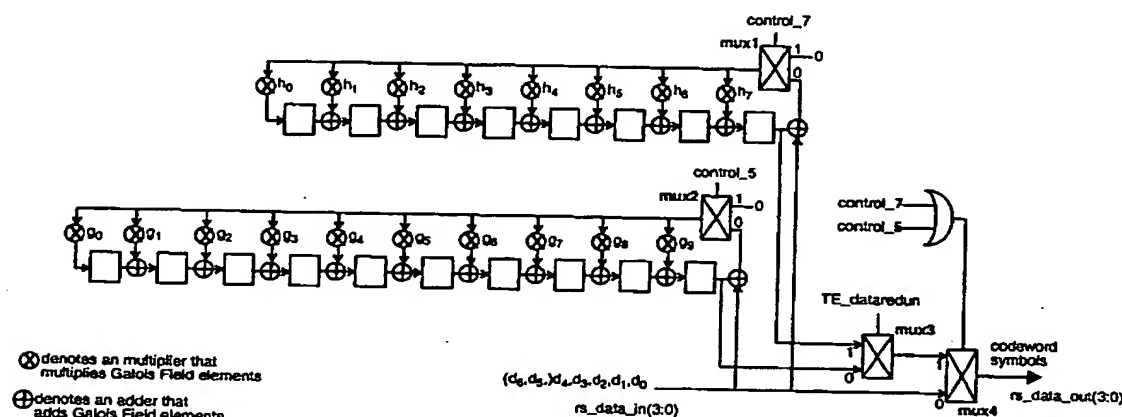 control_7
mux1
1
0
0
h0 h1 h2 h3 h4 h5 h6 h7
control_5
mux2
1
0
0
g0 g1 g2 g3 g4 g5 g6 g7 g8 g9
control_7
control_5
TE_dataredun
mux3
1
0
codeword
symbols
1
0
rs_data_out(3:0)
mux4
(d6,d5,)d4,d3,d2,d1,d0
rs_data_in(3:0)
⊗ denotes an multiplier that
multiplies Galois Field elements
⊕ denotes an adder that
adds Galois Field elements